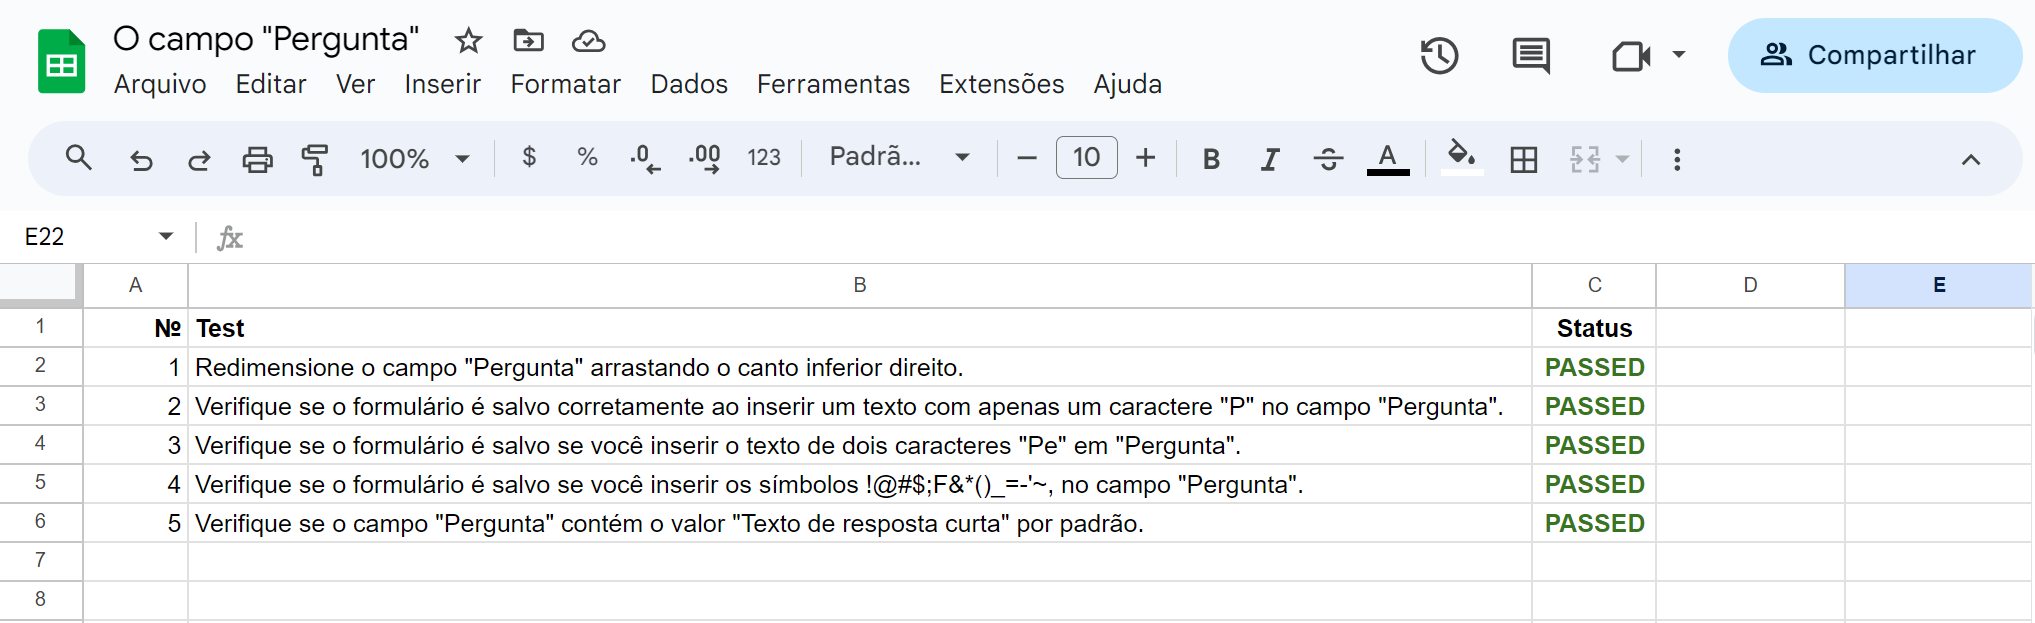 O campo "Pergunta"
Arquivo Editar Ver Inserir Formatar Dados Ferramentas Extensões Ajuda
Compartilhar
100% $ % .0 .00 123 Padrã... − 10 + B I S A
E22 fx
A B C D E
1 Nº Test Status
2 1 Redimensione o campo "Pergunta" arrastando o canto inferior direito. PASSED
3 2 Verifique se o formulário é salvo corretamente ao inserir um texto com apenas um caractere "P" no campo "Pergunta". PASSED
4 3 Verifique se o formulário é salvo se você inserir o texto de dois caracteres "Pe" em "Pergunta". PASSED
5 4 Verifique se o formulário é salvo se você inserir os símbolos !@#$;F&*()_=-'~, no campo "Pergunta". PASSED
6 5 Verifique se o campo "Pergunta" contém o valor "Texto de resposta curta" por padrão. PASSED
7
8